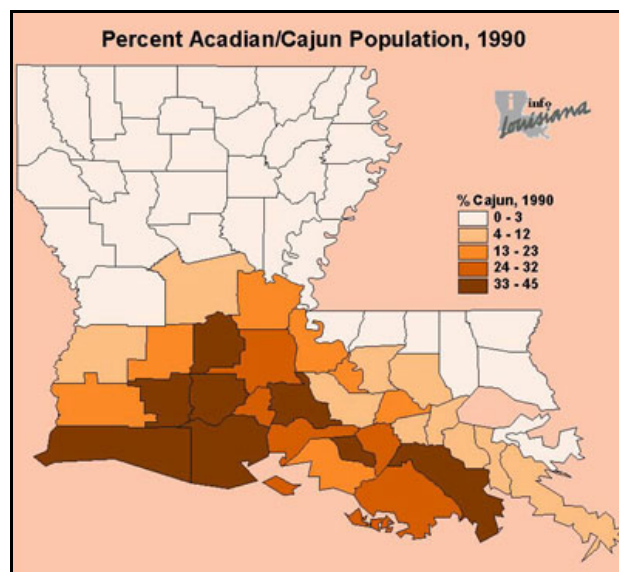 Percent Acadian/Cajun Population, 1990
i info
Louisiana
% Cajun, 1990
0 - 3
4 - 12
13 - 23
24 - 32
33 - 45